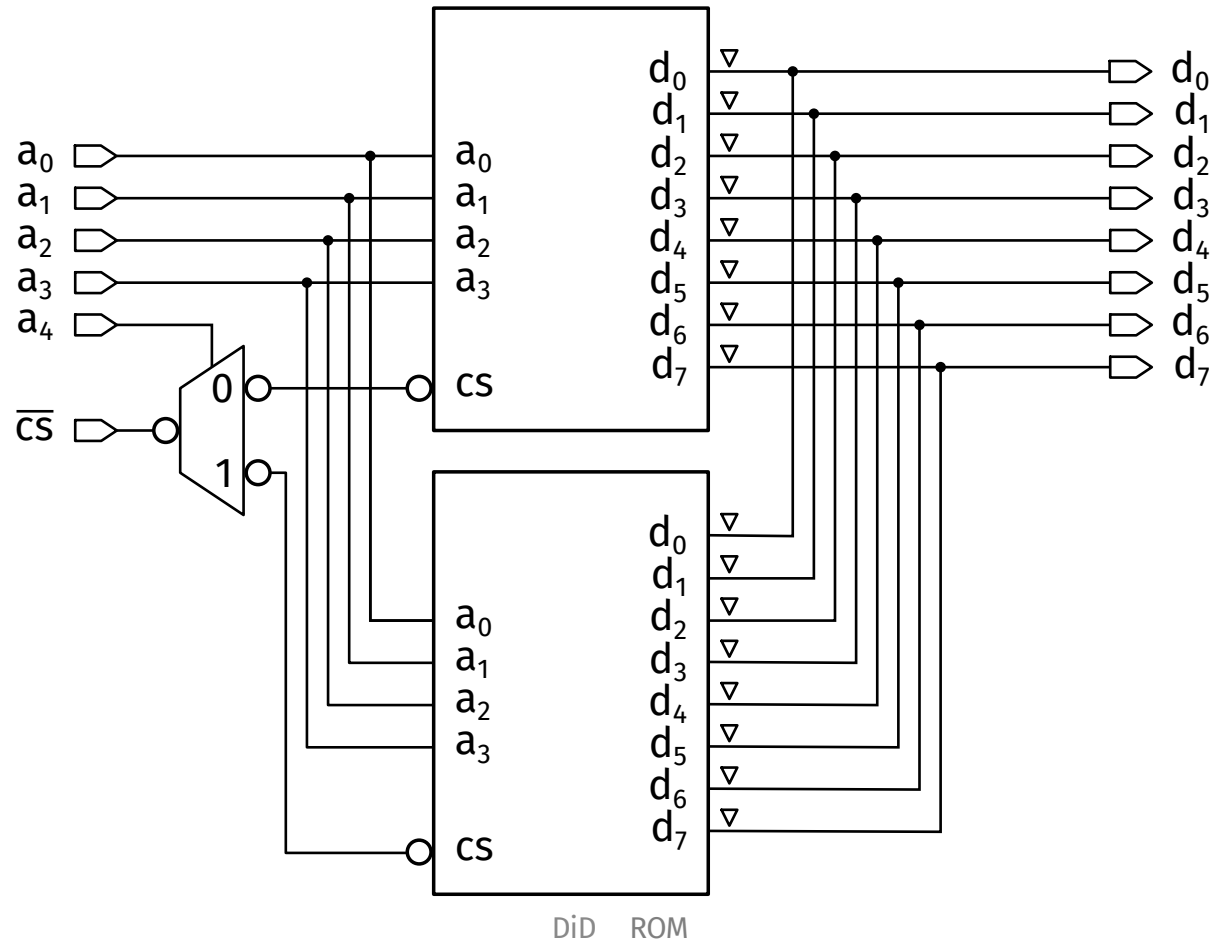 d₀ d₀
d₁ d₁
a₀ a₀ d₂ d₂
a₁ a₁ d₃ d₃
a₂ a₂ d₄ d₄
a₃ a₃ d₅ d₅
a₄ d₆ d₆
d₇ d₇
0 cs
c̅s̅
1
d₀
d₁
a₀ d₂
a₁ d₃
a₂ d₄
a₃ d₅
d₆
d₇
cs
DiD ROM